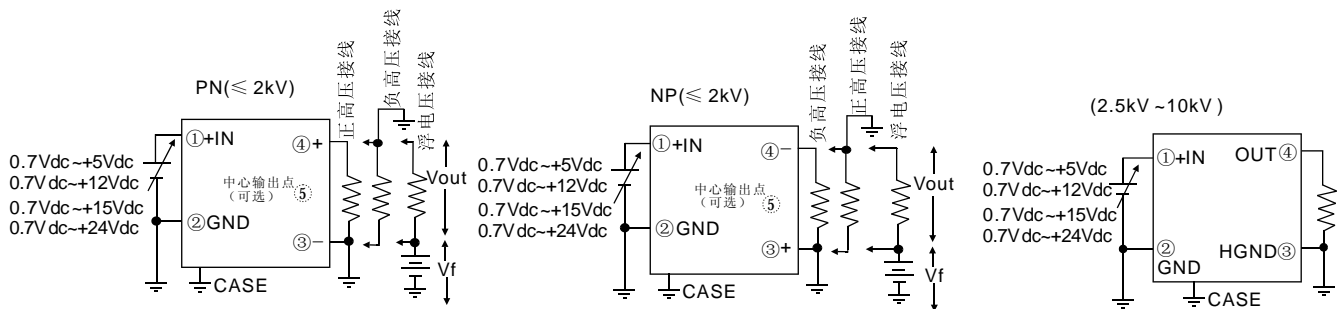 PN(≤ 2kV)
①+IN
④+
0.7Vdc~+5Vdc
0.7Vdc~+12Vdc
0.7Vdc~+15Vdc
0.7Vdc~+24Vdc
中心输出点
(可选)
⑤
②GND
③−
CASE
正高压接线
负高压接线
浮电压接线
Vout
Vf
NP(≤ 2kV)
①+IN
④−
0.7Vdc~+5Vdc
0.7Vdc~+12Vdc
0.7Vdc~+15Vdc
0.7Vdc~+24Vdc
中心输出点
(可选)
⑤
②GND
③+
CASE
负高压接线
正高压接线
浮电压接线
Vout
Vf
(2.5kV ~10kV )
①+IN
OUT④
0.7Vdc~+5Vdc
0.7Vdc~+12Vdc
0.7Vdc~+15Vdc
0.7Vdc~+24Vdc
②
GND
HGND③
CASE